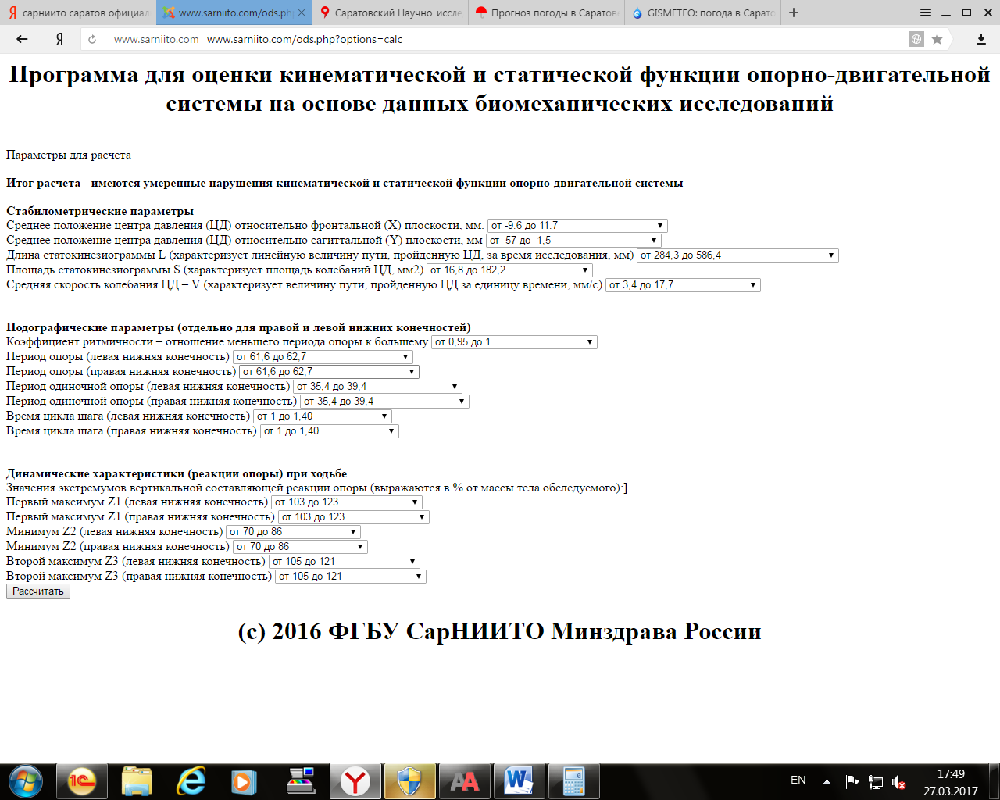 сарниито саратов официал
www.sarniito.com/ods.ph
Саратовский Научно-иссле
Прогноз погоды в Саратов
GISMETEO: погода в Сарато
www.sarniito.com www.sarniito.com/ods.php?options=calc
Программа для оценки кинематической и статической функции опорно-двигательной
системы на основе данных биомеханических исследований
Параметры для расчета
Итог расчета - имеются умеренные нарушения кинематической и статической функции опорно-двигательной системы
Стабилометрические параметры
Среднее положение центра давления (ЦД) относительно фронтальной (X) плоскости, мм. от -9.6 до 11.7
Среднее положение центра давления (ЦД) относительно сагиттальной (Y) плоскости, мм от -57 до -1,5
Длина статокинезиограммы L (характеризует линейную величину пути, пройденную ЦД, за время исследования, мм) от 284,3 до 586,4
Площадь статокинезиограммы S (характеризует площадь колебаний ЦД, мм2) от 16,8 до 182,2
Средняя скорость колебания ЦД – V (характеризует величину пути, пройденную ЦД за единицу времени, мм/с) от 3,4 до 17,7
Подографические параметры (отдельно для правой и левой нижних конечностей)
Коэффициент ритмичности – отношение меньшего периода опоры к большему от 0,95 до 1
Период опоры (левая нижняя конечность) от 61,6 до 62,7
Период опоры (правая нижняя конечность) от 61,6 до 62,7
Период одиночной опоры (левая нижняя конечность) от 35,4 до 39,4
Период одиночной опоры (правая нижняя конечность) от 35,4 до 39,4
Время цикла шага (левая нижняя конечность) от 1 до 1,40
Время цикла шага (правая нижняя конечность) от 1 до 1,40
Динамические характеристики (реакции опоры) при ходьбе
Значения экстремумов вертикальной составляющей реакции опоры (выражаются в % от массы тела обследуемого):]
Первый максимум Z1 (левая нижняя конечность) от 103 до 123
Первый максимум Z1 (правая нижняя конечность) от 103 до 123
Минимум Z2 (левая нижняя конечность) от 70 до 86
Минимум Z2 (правая нижняя конечность) от 70 до 86
Второй максимум Z3 (левая нижняя конечность) от 105 до 121
Второй максимум Z3 (правая нижняя конечность) от 105 до 121
Рассчитать
(с) 2016 ФГБУ СарНИИТО Минздрава России
EN
17:49
27.03.2017